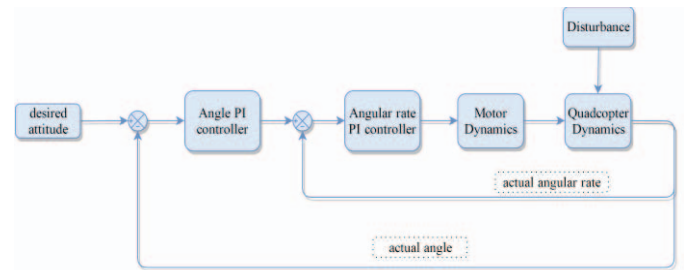 Disturbance
desired
attitude
Angle PI
controller
Angular rate
PI controller
Motor
Dynamics
Quadcopter
Dynamics
actual angular rate
actual angle